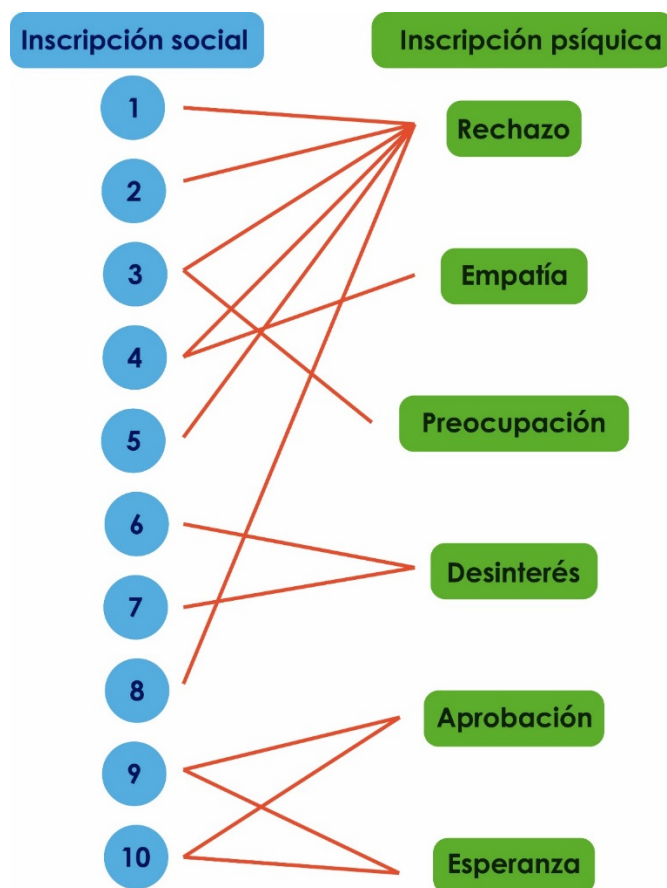 Inscripción social
Inscripción psíquica
1
Rechazo
2
3
Empatía
4
Preocupación
5
6
Desinterés
7
8
Aprobación
9
10
Esperanza